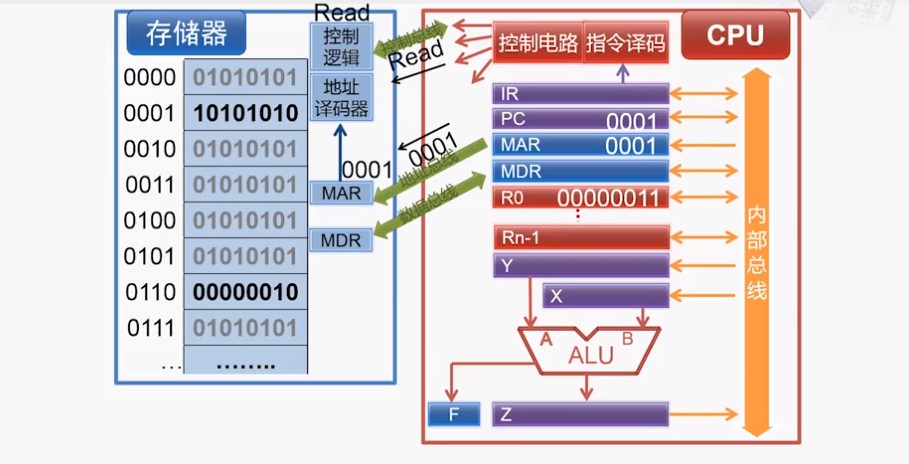 存储器
Read
控制
逻辑
地址
译码器
控制总线
Read
0001
0001
地址总线
数据总线
MAR
MDR
0000 01010101
0001 10101010
0010 01010101
0011 01010101
0100 01010101
0101 01010101
0110 00000010
0111 01010101
... ........
控制电路 指令译码
CPU
IR
PC 0001
MAR 0001
MDR
R0 00000011
⋮
Rn-1
Y
X
A B
ALU
F
Z
内部总线